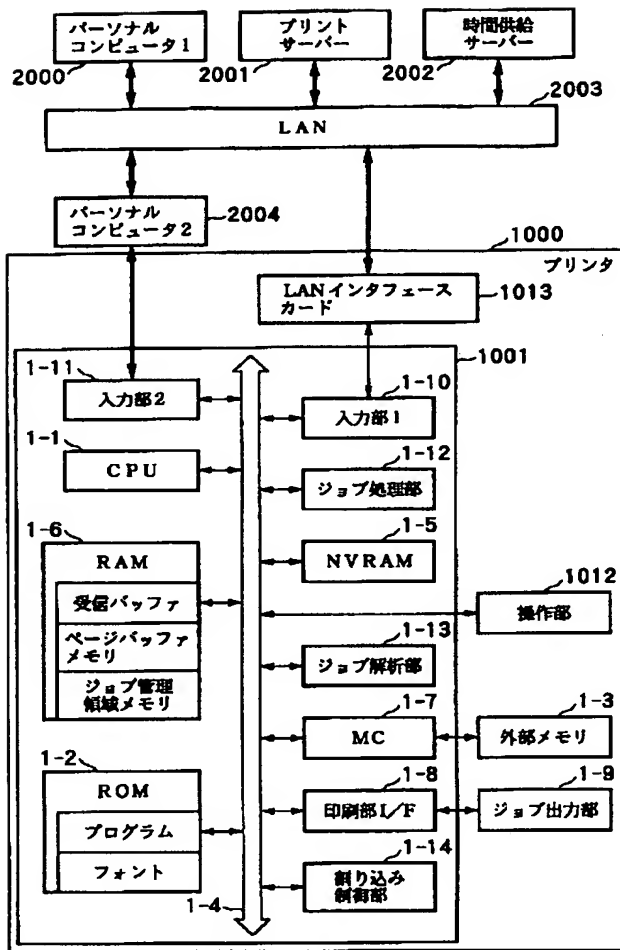 パーソナル
コンピュータ1
プリント
サーバー
時間供給
サーバー
2000
2001
2002
2003
LAN
パーソナル
コンピュータ2
2004
1000
プリンタ
LANインタフェース
カード
1013
1001
1-11
入力部2
1-10
入力部1
1-1
CPU
1-12
ジョブ処理部
1-6
RAM
受信バッファ
ページバッファ
メモリ
ジョブ管理
領域メモリ
1-5
NVRAM
1012
操作部
1-13
ジョブ解析部
1-7
MC
1-3
外部メモリ
1-2
ROM
プログラム
フォント
1-8
印刷部I/F
1-9
ジョブ出力部
1-14
割り込み
制御部
1-4